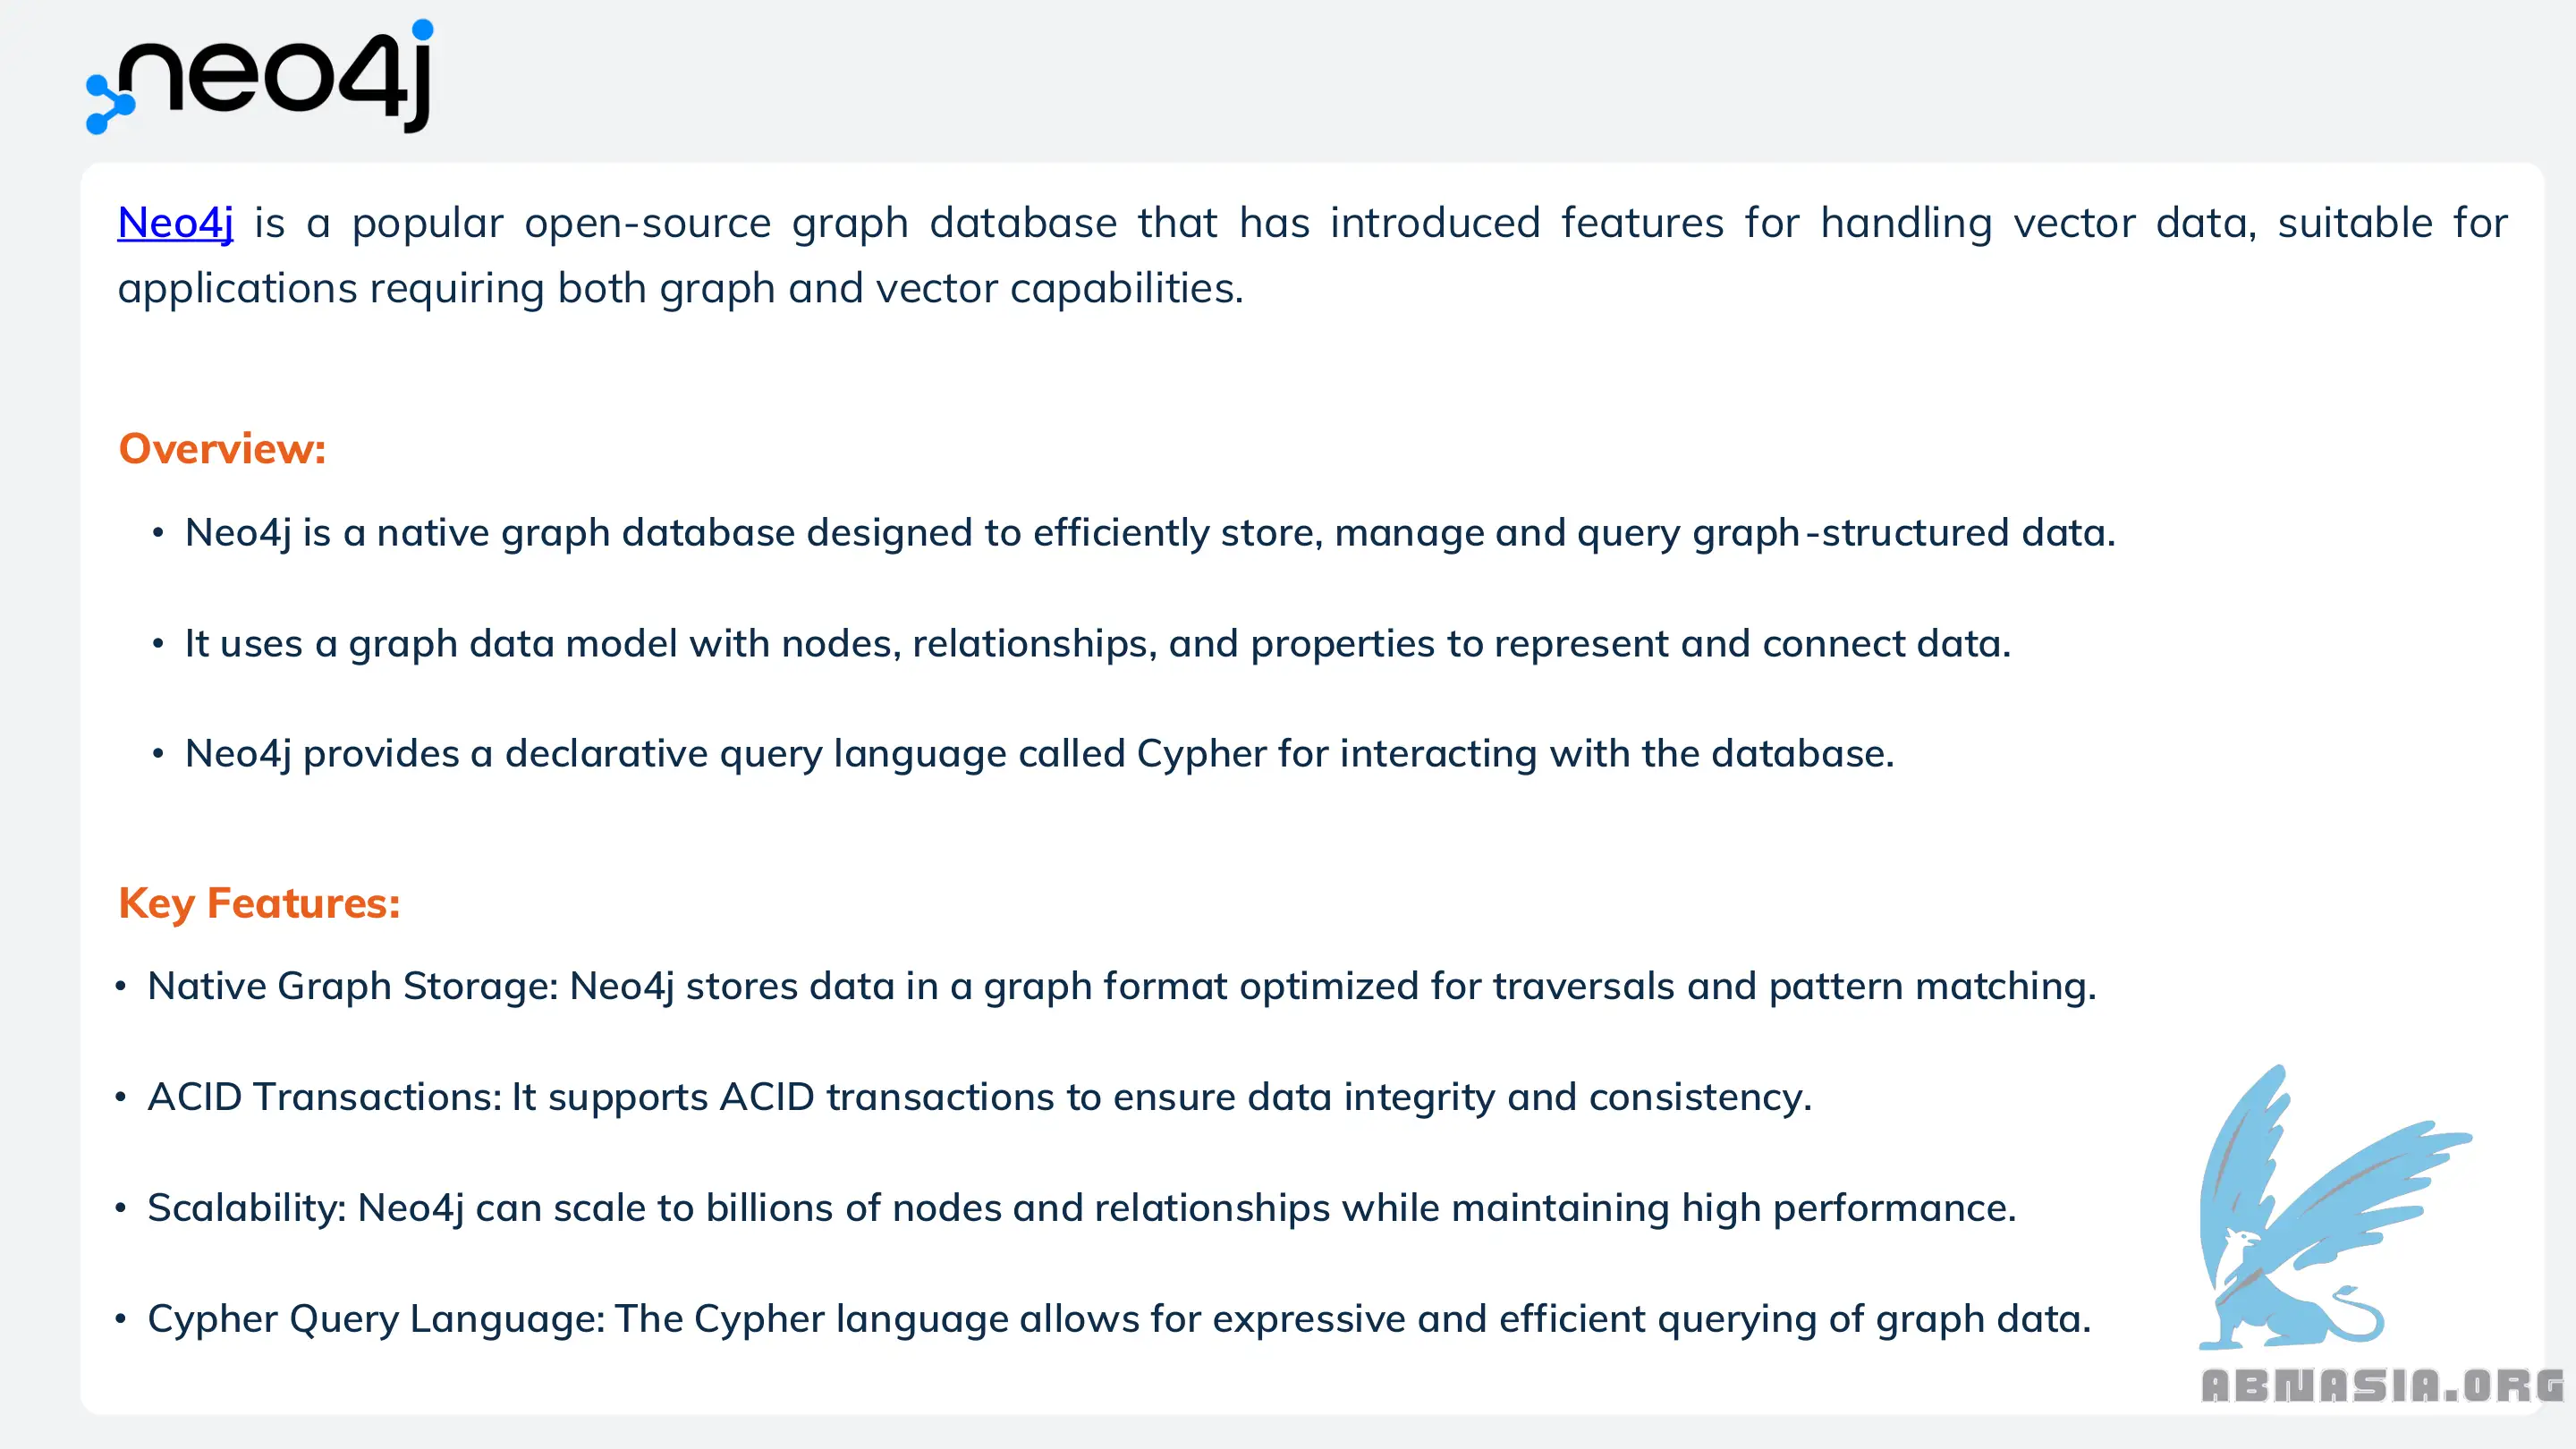 neo4j
Neo4j is a popular open-source graph database that has introduced features for handling vector data, suitable for
applications requiring both graph and vector capabilities.
Overview:
• Neo4j is a native graph database designed to efficiently store, manage and query graph-structured data.
• It uses a graph data model with nodes, relationships, and properties to represent and connect data.
• Neo4j provides a declarative query language called Cypher for interacting with the database.
Key Features:
• Native Graph Storage: Neo4j stores data in a graph format optimized for traversals and pattern matching.
• ACID Transactions: It supports ACID transactions to ensure data integrity and consistency.
• Scalability: Neo4j can scale to billions of nodes and relationships while maintaining high performance.
• Cypher Query Language: The Cypher language allows for expressive and efficient querying of graph data.
ABNASIA.ORG